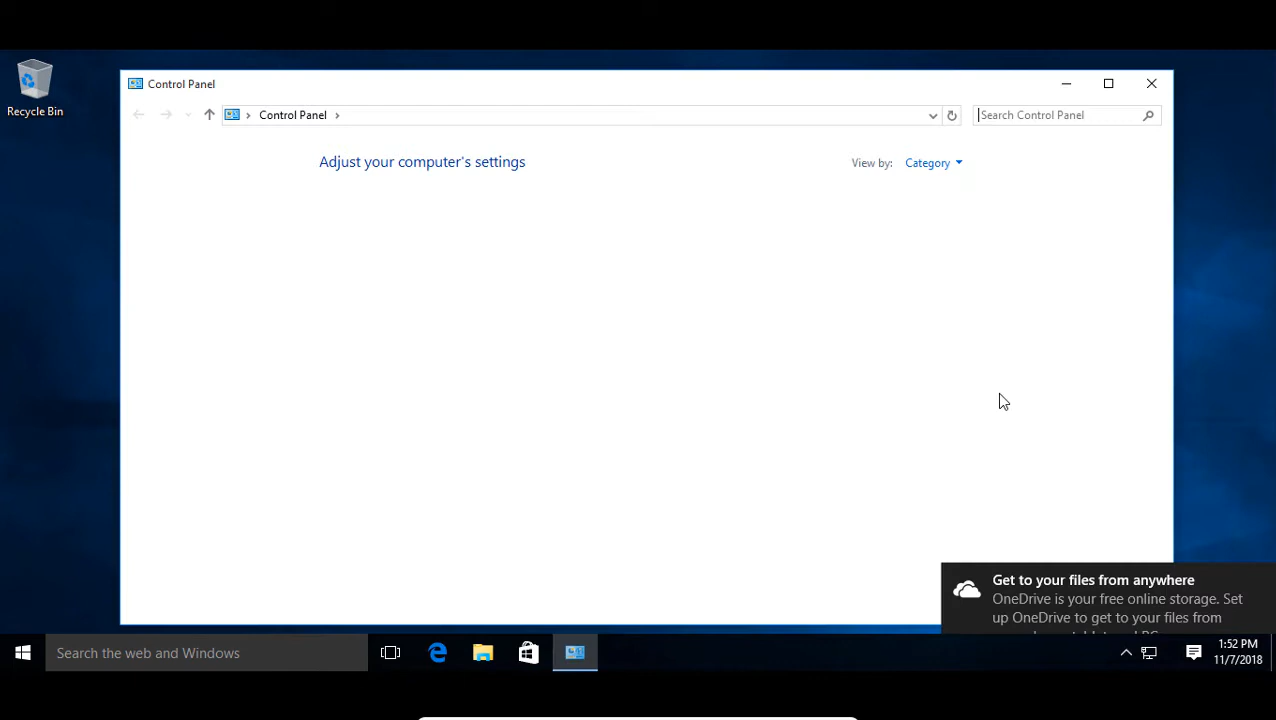 Recycle Bin
Control Panel
Control Panel
Search Control Panel
Adjust your computer's settings
View by: Category
Get to your files from anywhere
OneDrive is your free online storage. Set
up OneDrive to get to your files from
Search the web and Windows
1:52 PM
11/7/2018